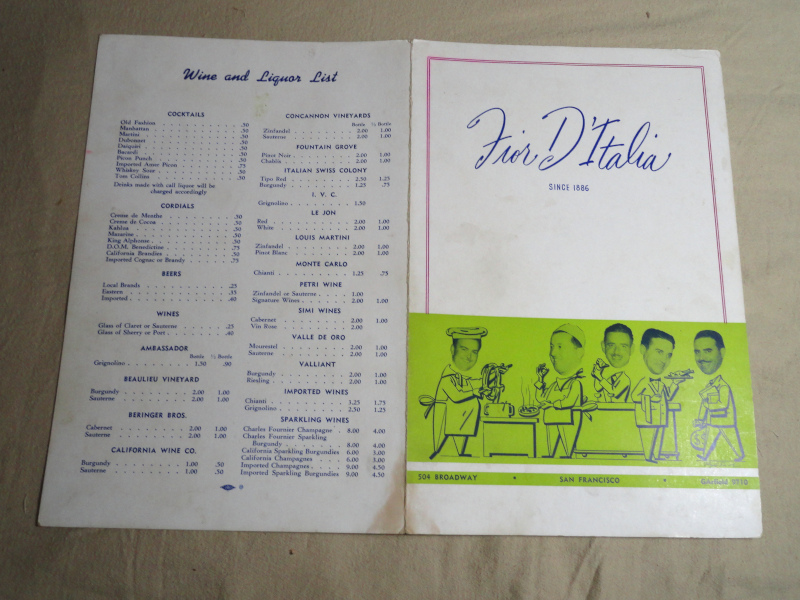 Wine and Liquor List
COCKTAILS
Old Fashion . . . . . . . . . . .50
Manhattan . . . . . . . . . . .50
Martini . . . . . . . . . . .50
Dubonnet . . . . . . . . . . .50
Daiquiri . . . . . . . . . . .50
Bacardi . . . . . . . . . . .50
Picon Punch . . . . . . . . . . .50
Imported Amer Picon . . . . . . .75
Whiskey Sour . . . . . . . . . .50
Tom Collins . . . . . . . . . .50
Drinks made with call liquor will be
charged accordingly
CORDIALS
Creme de Menthe . . . . . . . .50
Creme de Cocoa . . . . . . . .50
Kahlua . . . . . . . . . . .50
Mazarine . . . . . . . . . . .50
King Alphonse . . . . . . . . .50
D.O.M. Benedictine . . . . . . .75
California Brandies . . . . . . .50
Imported Cognac or Brandy . . . .75
BEERS
Local Brands . . . . . . . . .25
Eastern . . . . . . . . . . .35
Imported . . . . . . . . . . .40
WINES
Glass of Claret or Sauterne . . . .25
Glass of Sherry or Port . . . . .40
AMBASSADOR
Bottle ½ Bottle
Grignolino . . . . . . . 1.50 .90
BEAULIEU VINEYARD
Burgundy . . . . . . . 2.00 1.00
Sauterne . . . . . . . 2.00 1.00
BERINGER BROS.
Cabernet . . . . . . . 2.00 1.00
Sauterne . . . . . . . 2.00 1.00
CALIFORNIA WINE CO.
Burgundy . . . . . . . 1.00 .50
Sauterne . . . . . . . 1.00 .50
CONCANNON VINEYARDS
Bottle ½ Bottle
Zinfandel . . . . . . . 2.00 1.00
Sauterne . . . . . . . 2.00 1.00
FOUNTAIN GROVE
Pinot Noir . . . . . . . 2.00 1.00
Chablis . . . . . . . 2.00 1.00
ITALIAN SWISS COLONY
Tipo Red . . . . . . . 2.50 1.25
Burgundy . . . . . . . 1.25 .75
I. V. C.
Grignolino . . . . . . . 1.50
LE JON
Red . . . . . . . 2.00 1.00
White . . . . . . . 2.00 1.00
LOUIS MARTINI
Zinfandel . . . . . . . 2.00 1.00
Pinot Blanc . . . . . . . 2.00 1.00
MONTE CARLO
Chianti . . . . . . . 1.25 .75
PETRI WINE
Zinfandel or Sauterne . . . 1.00
Signature Wines . . . . . 2.00 1.00
SIMI WINES
Cabernet . . . . . . . 2.00 1.00
Vin Rose . . . . . . . 2.00
VALLE DE ORO
Mourestel . . . . . . . 2.00 1.00
Sauterne . . . . . . . 2.00 1.00
VALLIANT
Burgundy . . . . . . . 2.00 1.00
Riesling . . . . . . . 2.00 1.00
IMPORTED WINES
Chianti . . . . . . . 3.25 1.75
Grignolino . . . . . . . 2.50 1.25
SPARKLING WINES
Charles Fournier Champagne . 8.00 4.00
Charles Fournier Sparkling
Burgundy . . . . . . . 8.00 4.00
California Sparkling Burgundies 6.00 3.00
California Champagnes . . . 6.00 3.00
Imported Champagnes . . . 9.00 4.50
Imported Sparkling Burgundies 9.00 4.50
Fior D'Italia
SINCE 1886
504 BROADWAY • SAN FRANCISCO •